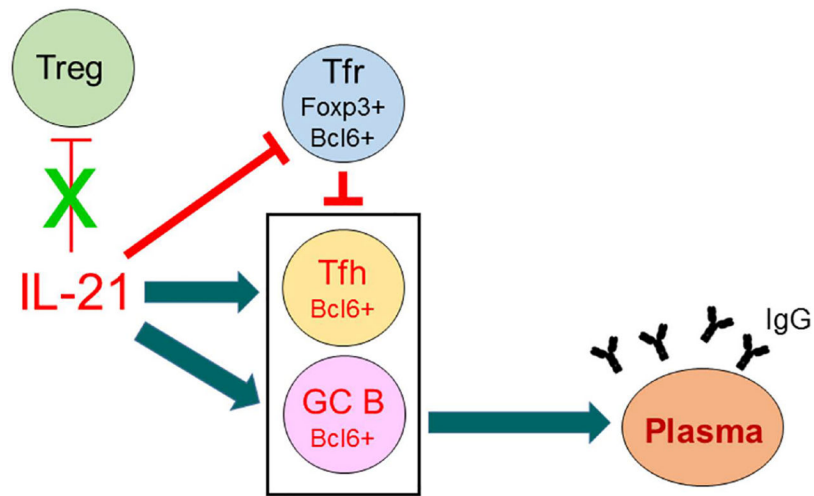 Treg
Tfr
Foxp3+
Bcl6+
X
IL-21
Tfh
Bcl6+
GC B
Bcl6+
IgG
Plasma